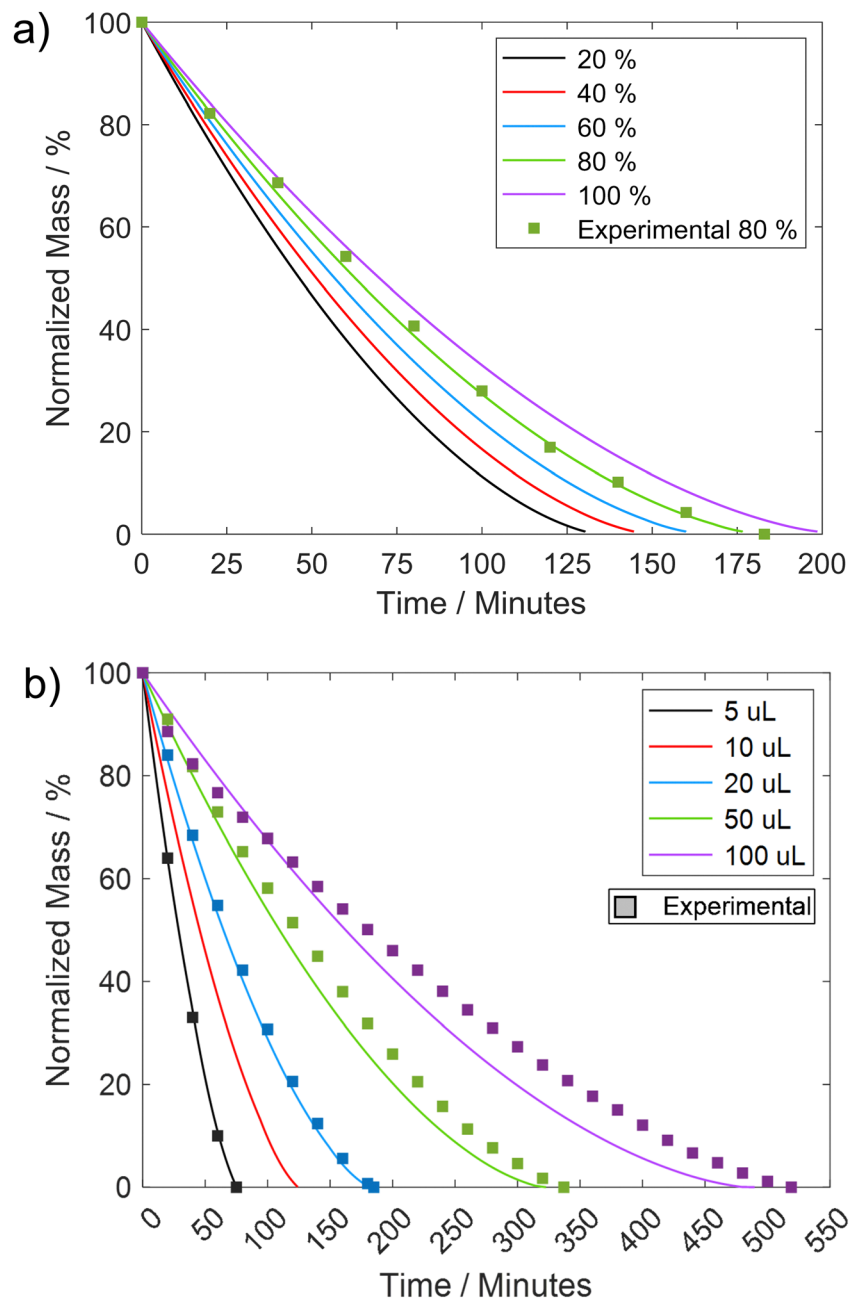 a)
100
80
60
40
20
0
Normalized Mass / %
20 %
40 %
60 %
80 %
100 %
Experimental 80 %
0 25 50 75 100 125 150 175 200
Time / Minutes
b)
100
80
60
40
20
0
Normalized Mass / %
5 uL
10 uL
20 uL
50 uL
100 uL
Experimental
0 50 100 150 200 250 300 350 400 450 500 550
Time / Minutes